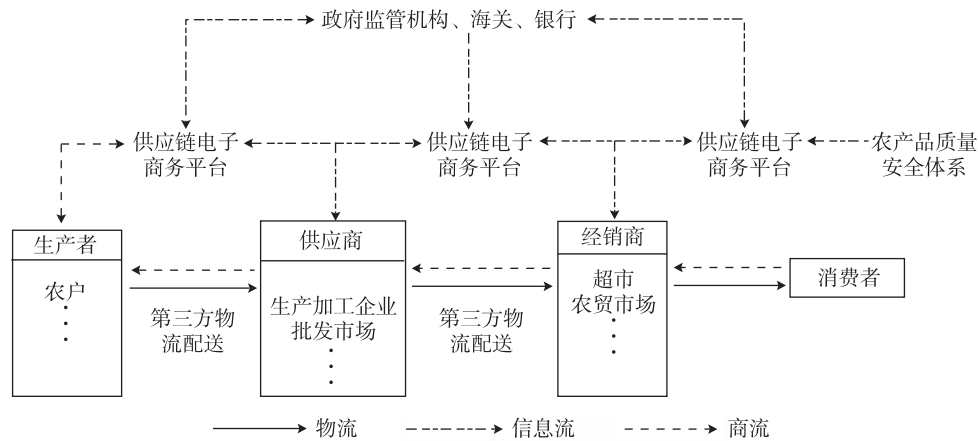 政府监管机构、海关、银行
供应链电子
商务平台
供应链电子
商务平台
供应链电子
商务平台
农产品质量
安全体系
生产者
农户
供应商
生产加工企业
批发市场
经销商
超市
农贸市场
消费者
第三方物
流配送
第三方物
流配送
物流
信息流
商流